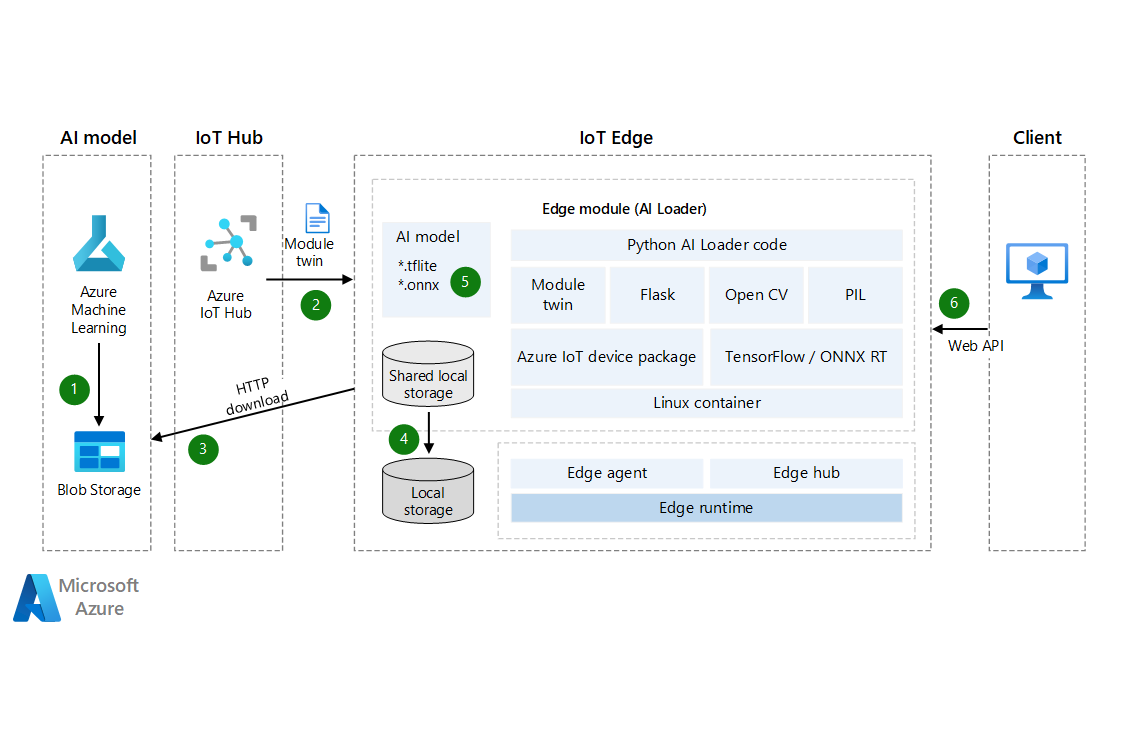 AI model
IoT Hub
IoT Edge
Client
Azure
Machine
Learning
1
Blob Storage
Azure
IoT Hub
Module
twin
2
HTTP
download
3
Edge module (AI Loader)
AI model
*.tflite
*.onnx
5
Shared local
storage
4
Local
storage
Python AI Loader code
Module
twin
Flask
Open CV
PIL
Azure IoT device package
TensorFlow / ONNX RT
Linux container
Edge agent
Edge hub
Edge runtime
6
Web API
Microsoft
Azure